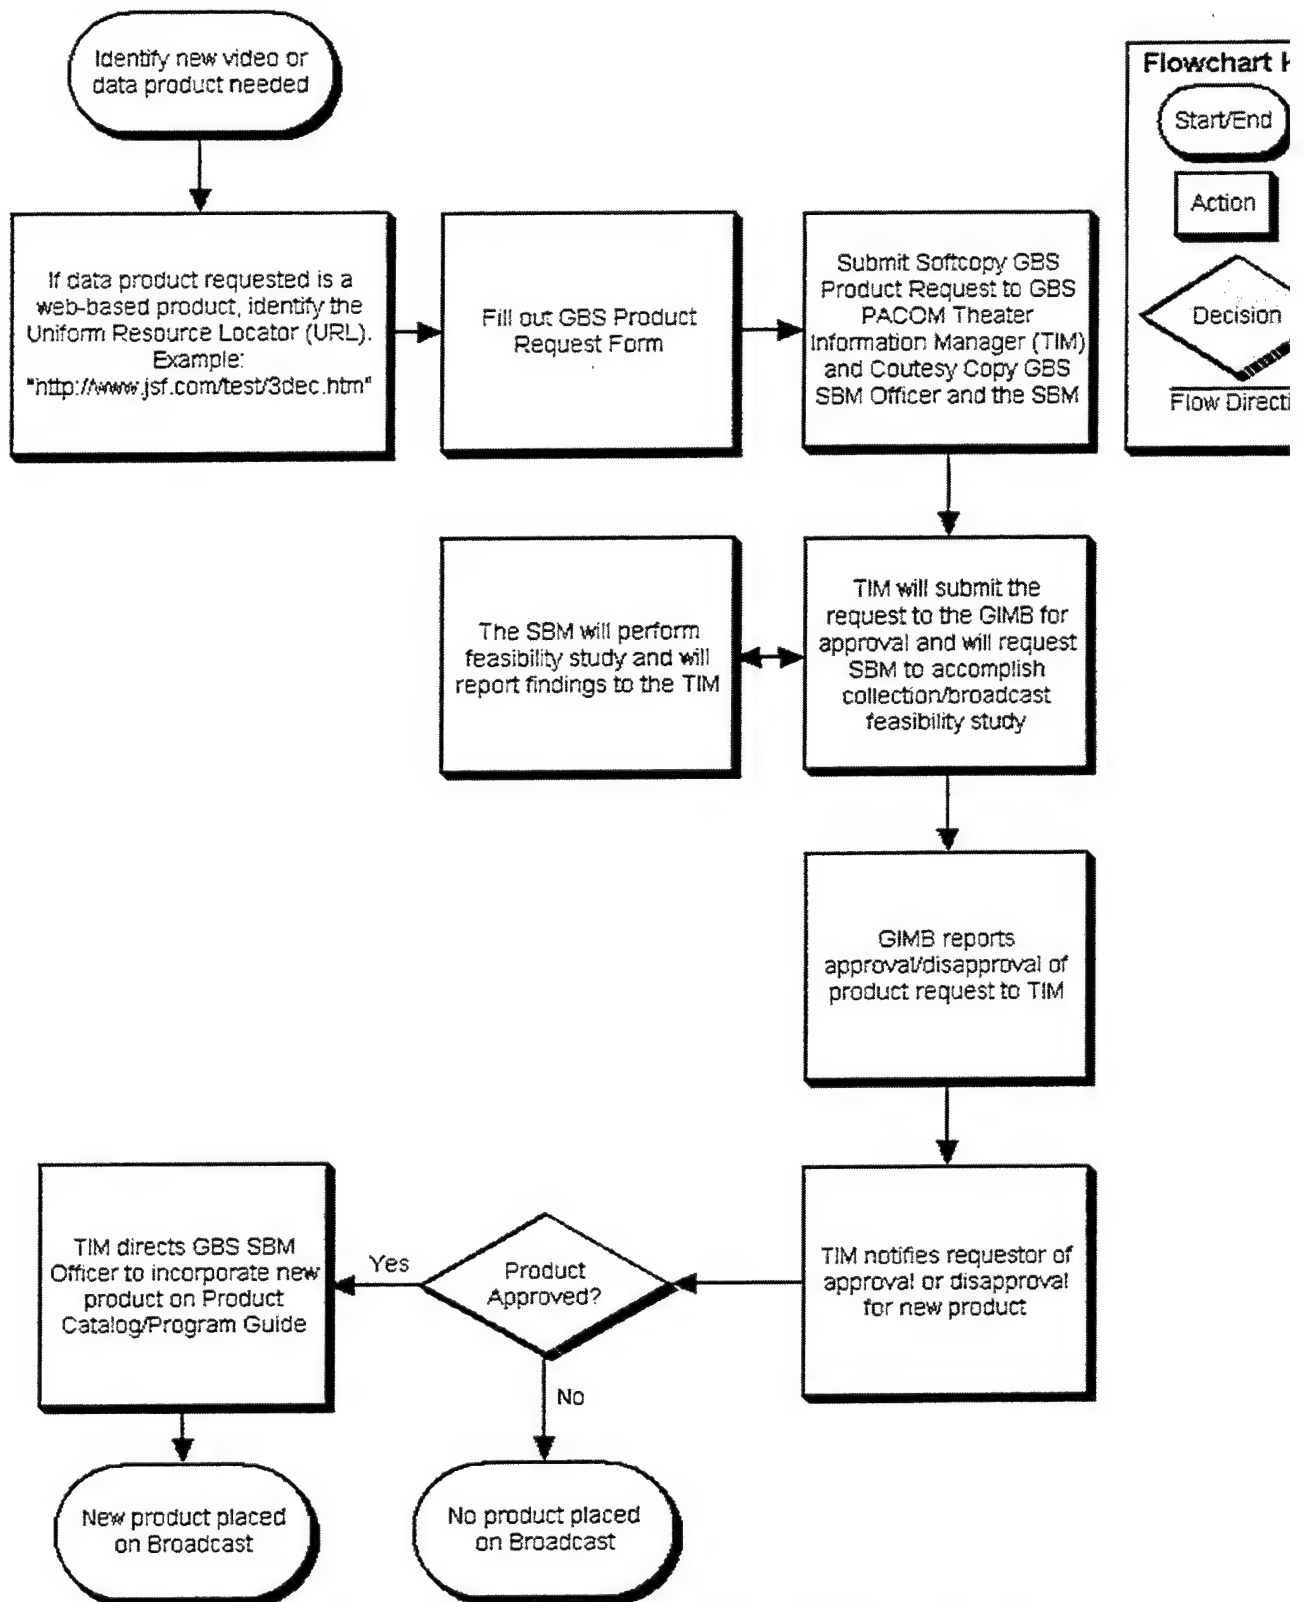 Identify new video or
data product needed
Flowchart
Start/End
Action
Decision
Flow
If data product requested is a
web-based product, identify the
Uniform Resource Locator (URL).
Example:
"http://www.jsf.com/test/3dec.htm"
Fill out GBS Product
Request Form
Submit Softcopy GBS
Product Request to GBS
PACOM Theater
Information Manager (TIM)
and Coutesy Copy GBS
SBM Officer and the SBM
The SBM will perform
feasibility study and will
report findings to the TIM
TIM will submit the
request to the GIMB for
approval and will request
SBM to accomplish
collection/broadcast
feasibility study
GIMB reports
approval/disapproval of
product request to TIM
TIM notifies requestor of
approval or disapproval
for new product
Product
Approved?
Yes
No
TIM directs GBS SBM
Officer to incorporate new
product on Product
Catalog/Program Guide
New product placed
on Broadcast
No product placed
on Broadcast